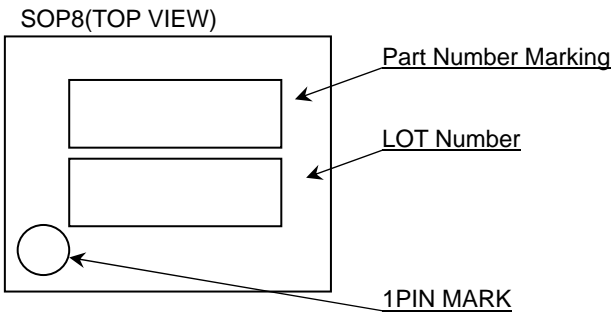 SOP8(TOP VIEW)
Part Number Marking
LOT Number
1PIN MARK